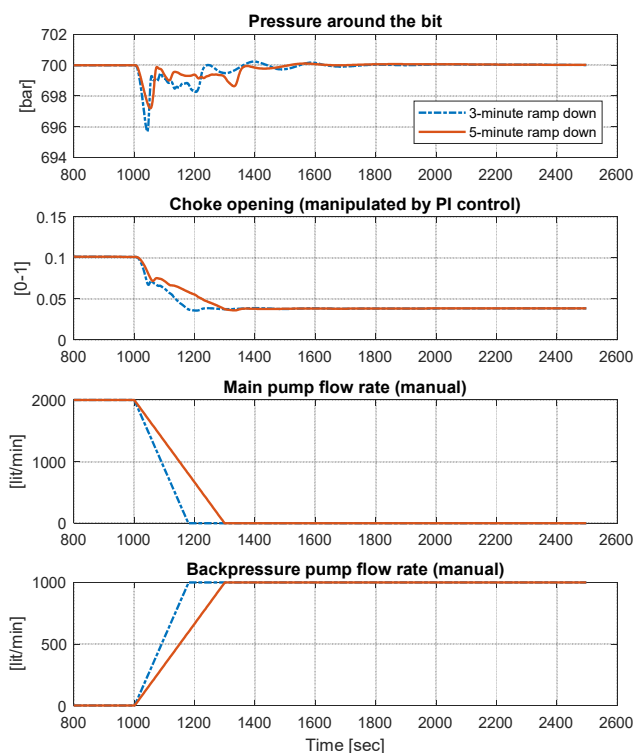 Pressure around the bit
702
700
698
696
694
[bar]
3-minute ramp down
5-minute ramp down
800 1000 1200 1400 1600 1800 2000 2200 2400 2600
Choke opening (manipulated by PI control)
0.15
0.1
0.05
0
[0-1]
800 1000 1200 1400 1600 1800 2000 2200 2400 2600
Main pump flow rate (manual)
2000
1000
0
[lit/min]
800 1000 1200 1400 1600 1800 2000 2200 2400 2600
Backpressure pump flow rate (manual)
1000
500
0
[lit/min]
800 1000 1200 1400 1600 1800 2000 2200 2400 2600
Time [sec]